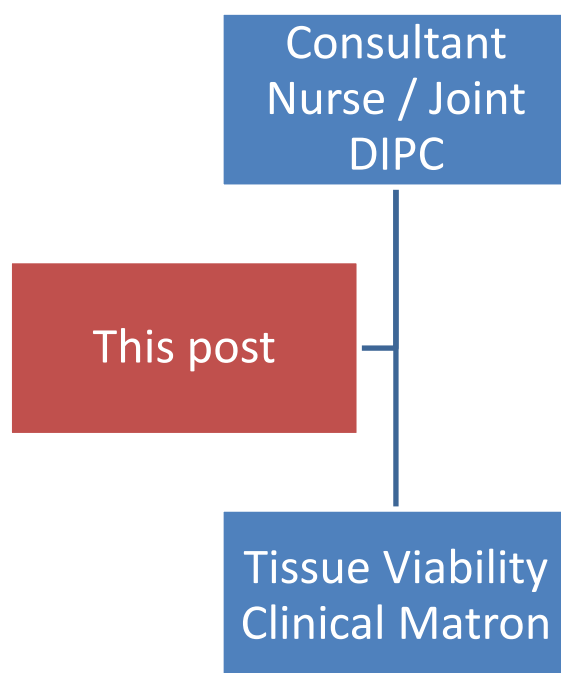 Consultant
Nurse / Joint
DIPC
This post
Tissue Viability
Clinical Matron